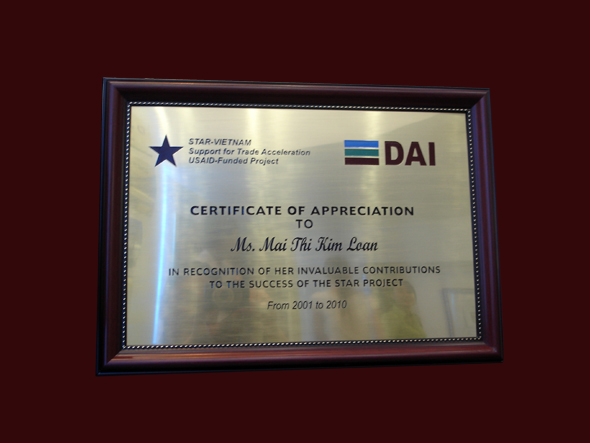 STAR-VIETNAM
Support for Trade Acceleration
USAID-Funded Project
DAI
CERTIFICATE OF APPRECIATION
TO
Ms. Mai Thi Kim Loan
IN RECOGNITION OF HER INVALUABLE CONTRIBUTIONS
TO THE SUCCESS OF THE STAR PROJECT
From 2001 to 2010